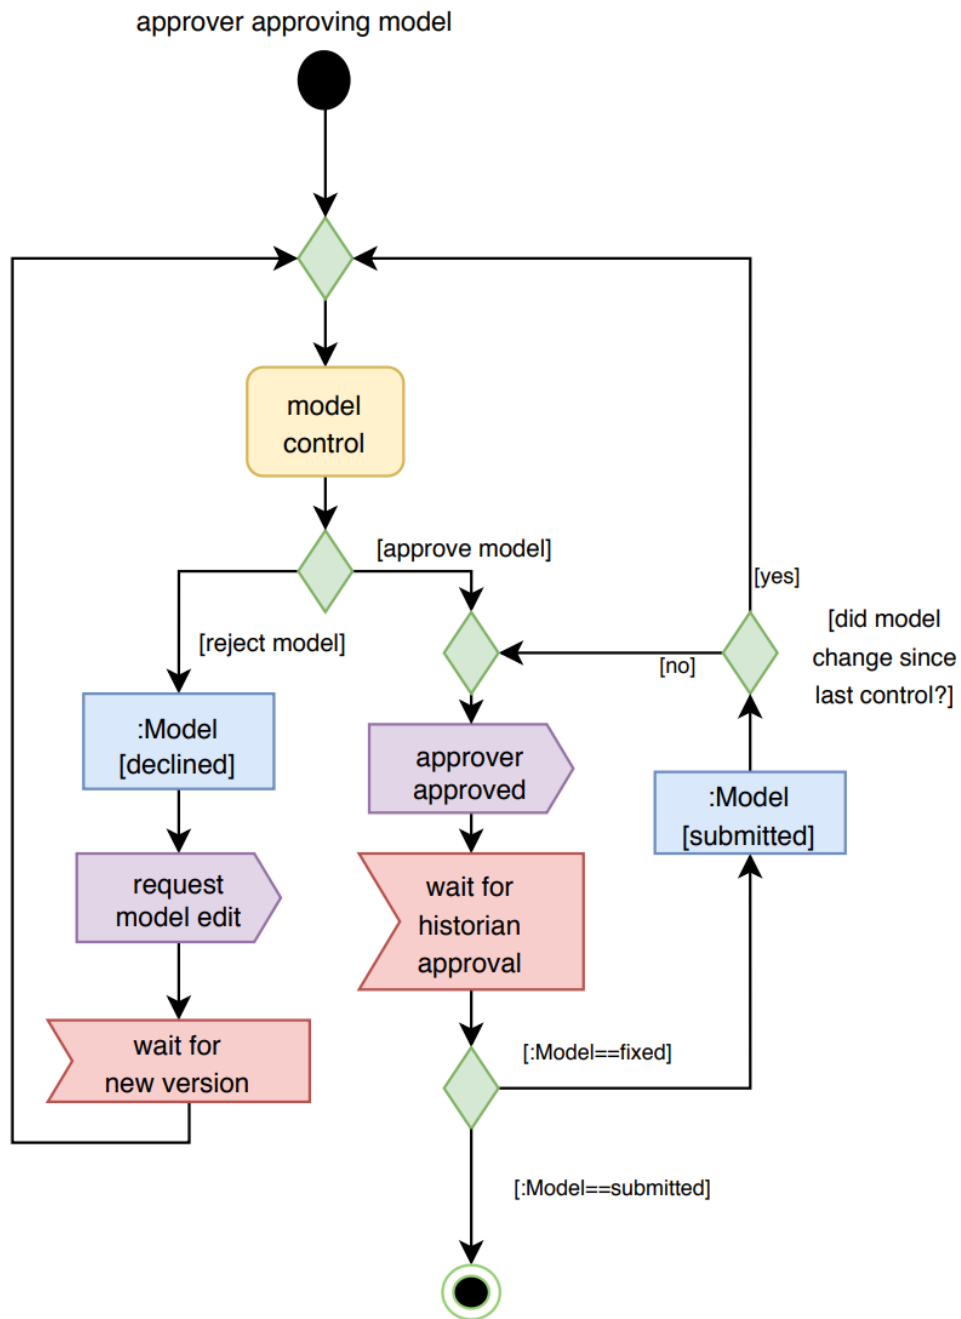 approver approving model
model
control
[approve model]
[reject model]
[yes]
[did model
change since
last control?]
[no]
:Model
[declined]
approver
approved
:Model
[submitted]
request
model edit
wait for
historian
approval
wait for
new version
[:Model==fixed]
[:Model==submitted]